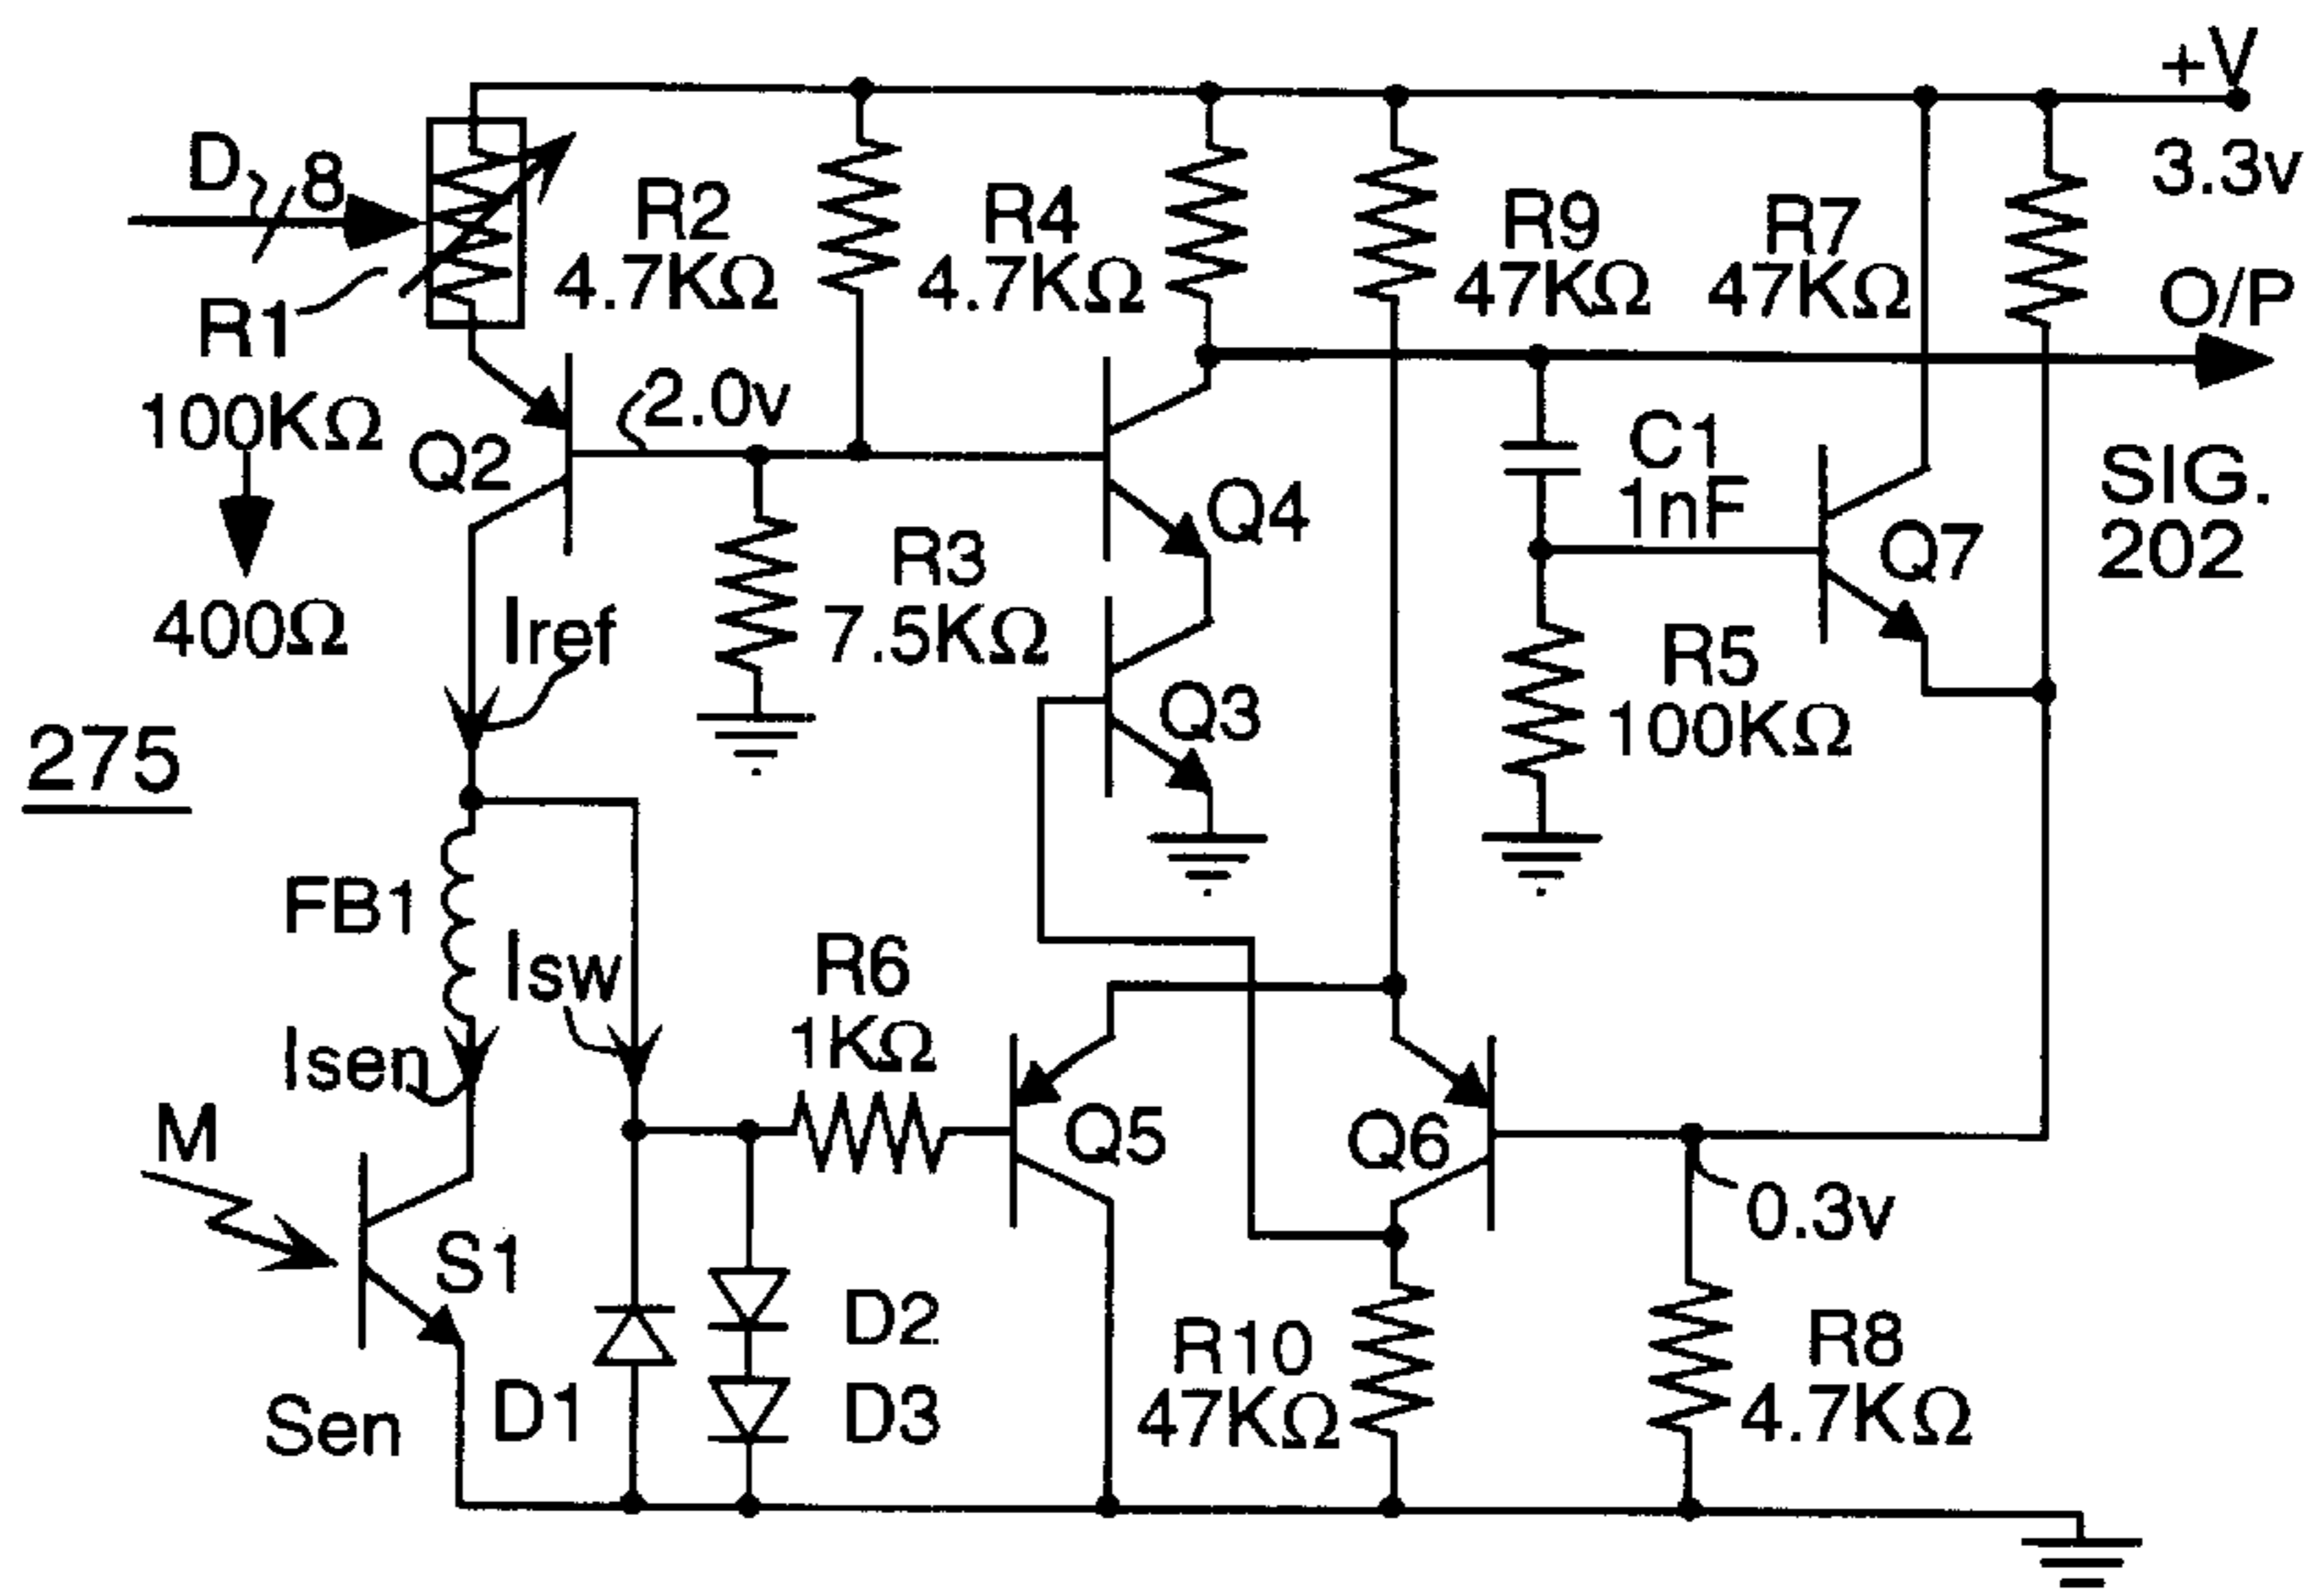 +V
3.3v
D
8
R1
100KΩ
400Ω
R2
4.7KΩ
R4
4.7KΩ
R9
47KΩ
R7
47KΩ
O/P
SIG.
202
Q2
2.0v
Q4
C1
1nF
Q7
R3
7.5KΩ
Iref
Q3
R5
100KΩ
275
FB1
Isw
R6
1KΩ
Isen
M
Q5
Q6
0.3v
S1
Sen
D1
D2
D3
R10
47KΩ
R8
4.7KΩ